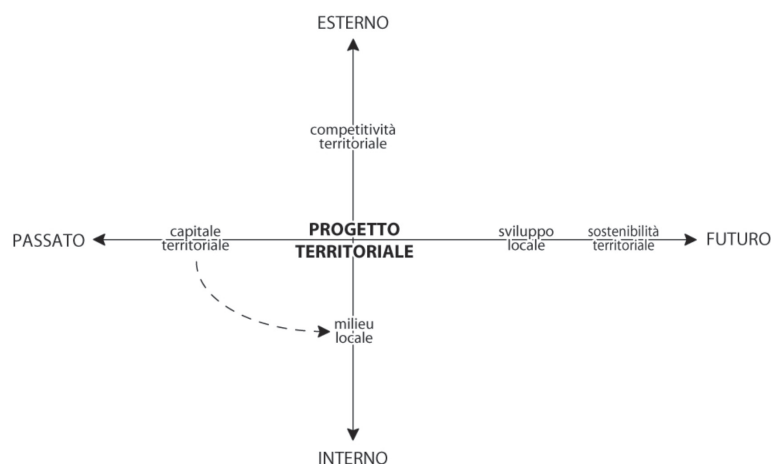 ESTERNO
competitività
territoriale
PASSATO
capitale
territoriale
PROGETTO
TERRITORIALE
sviluppo
locale
sostenibilità
territoriale
FUTURO
milieu
locale
INTERNO